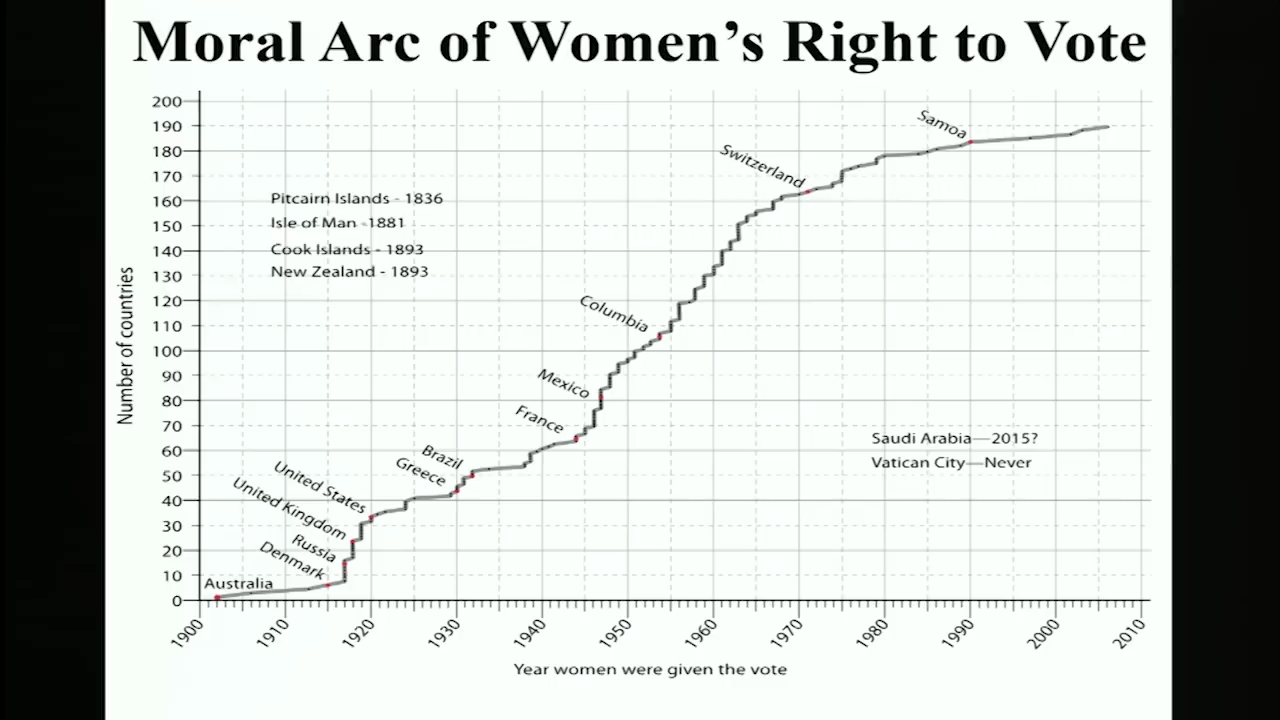 Moral Arc of Women's Right to Vote
200
190
180
170
160
150
140
130
120
110
100
90
80
70
60
50
40
30
20
10
0
Number of countries
Pitcairn Islands - 1836
Isle of Man -1881
Cook Islands - 1893
New Zealand - 1893
Samoa
Switzerland
Columbia
Mexico
France
Brazil
Greece
United States
United Kingdom
Russia
Denmark
Australia
Saudi Arabia—2015?
Vatican City—Never
1900
1910
1920
1930
1940
1950
1960
1970
1980
1990
2000
2010
Year women were given the vote